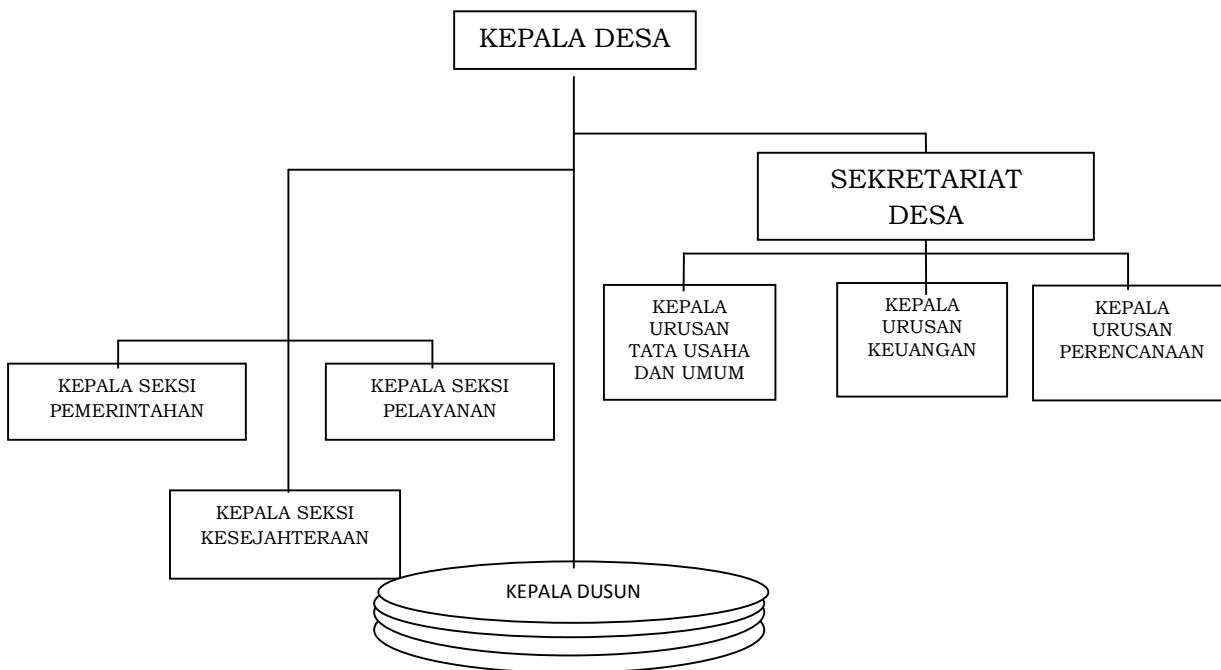 KEPALA DESA
SEKRETARIAT
DESA
KEPALA
URUSAN
TATA USAHA
DAN UMUM
KEPALA
URUSAN
KEUANGAN
KEPALA
URUSAN
PERENCANAAN
KEPALA SEKSI
PEMERINTAHAN
KEPALA SEKSI
PELAYANAN
KEPALA SEKSI
KESEJAHTERAAN
KEPALA DUSUN